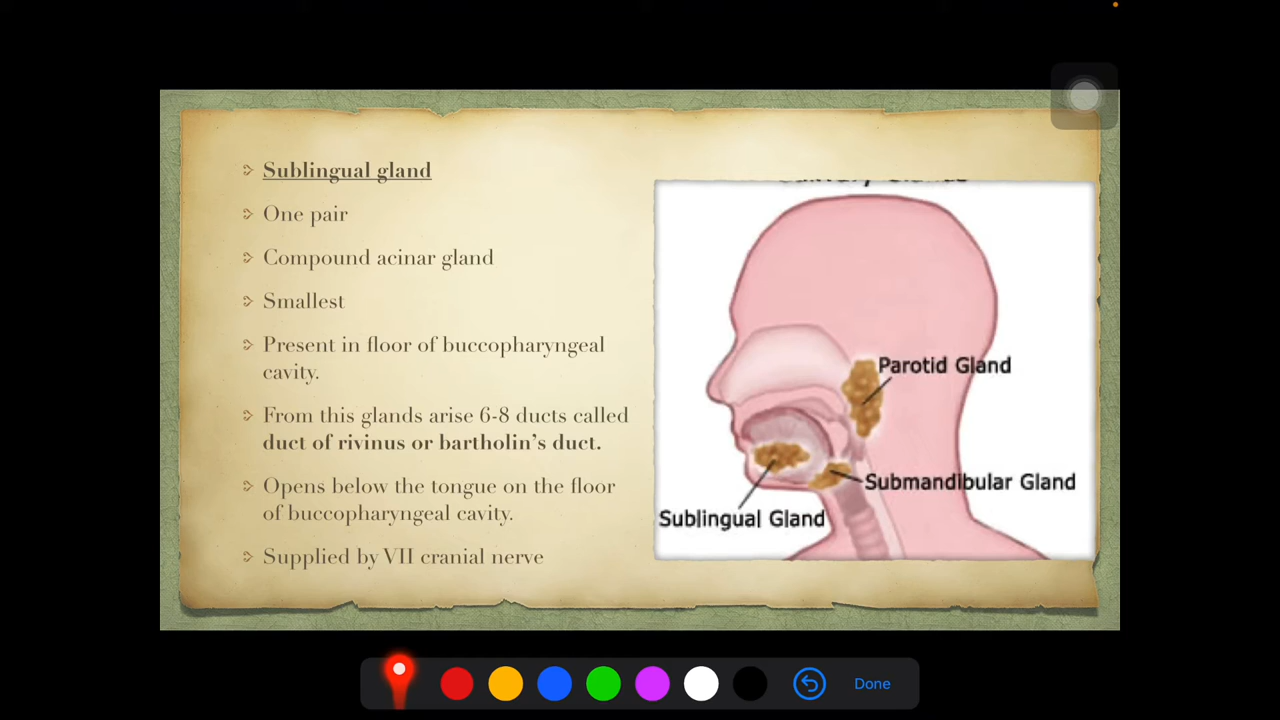 Sublingual gland
One pair
Compound acinar gland
Smallest
Present in floor of buccopharyngeal
cavity.
From this glands arise 6-8 ducts called
duct of rivinus or bartholin's duct.
Opens below the tongue on the floor
of buccopharyngeal cavity.
Supplied by VII cranial nerve
Parotid Gland
Submandibular Gland
Sublingual Gland
Done